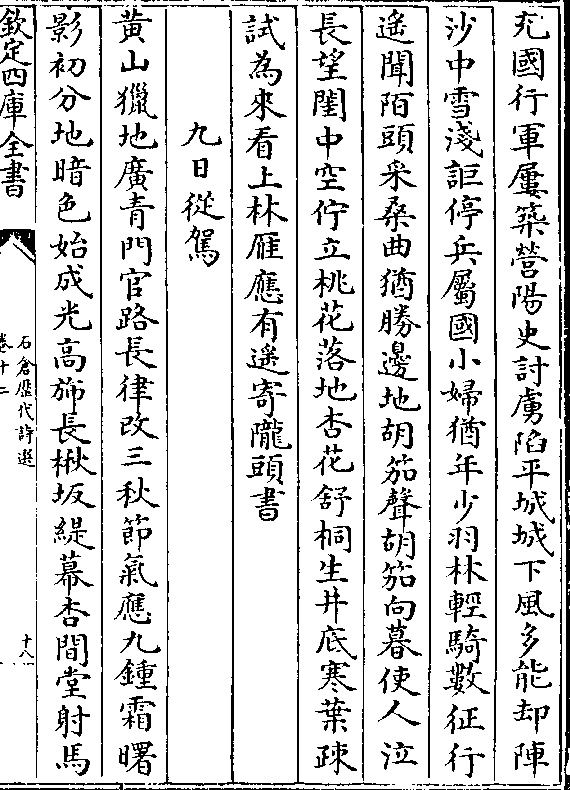 充國行軍屢築營陽史討虜陷平城城下風多能却陣
沙中雪淺詎停兵屬國小婦猶年少羽林輕騎數征行
遙聞陌頭采桑曲猶勝邊地胡笳聲胡笳向暮使人泣
長望閨中空佇立桃花落地杏花舒桐生井底寒葉疎
試為來看上林雁應有遙寄隴頭書
九日從駕
黃山獵地廣青門官路長律改三秋節氣應九鍾霜曙
影初分地暗色始成光高斾長楸坂緹幕杏間堂射馬
欽定四庫全書
石倉歷代詩選
卷十二
十八